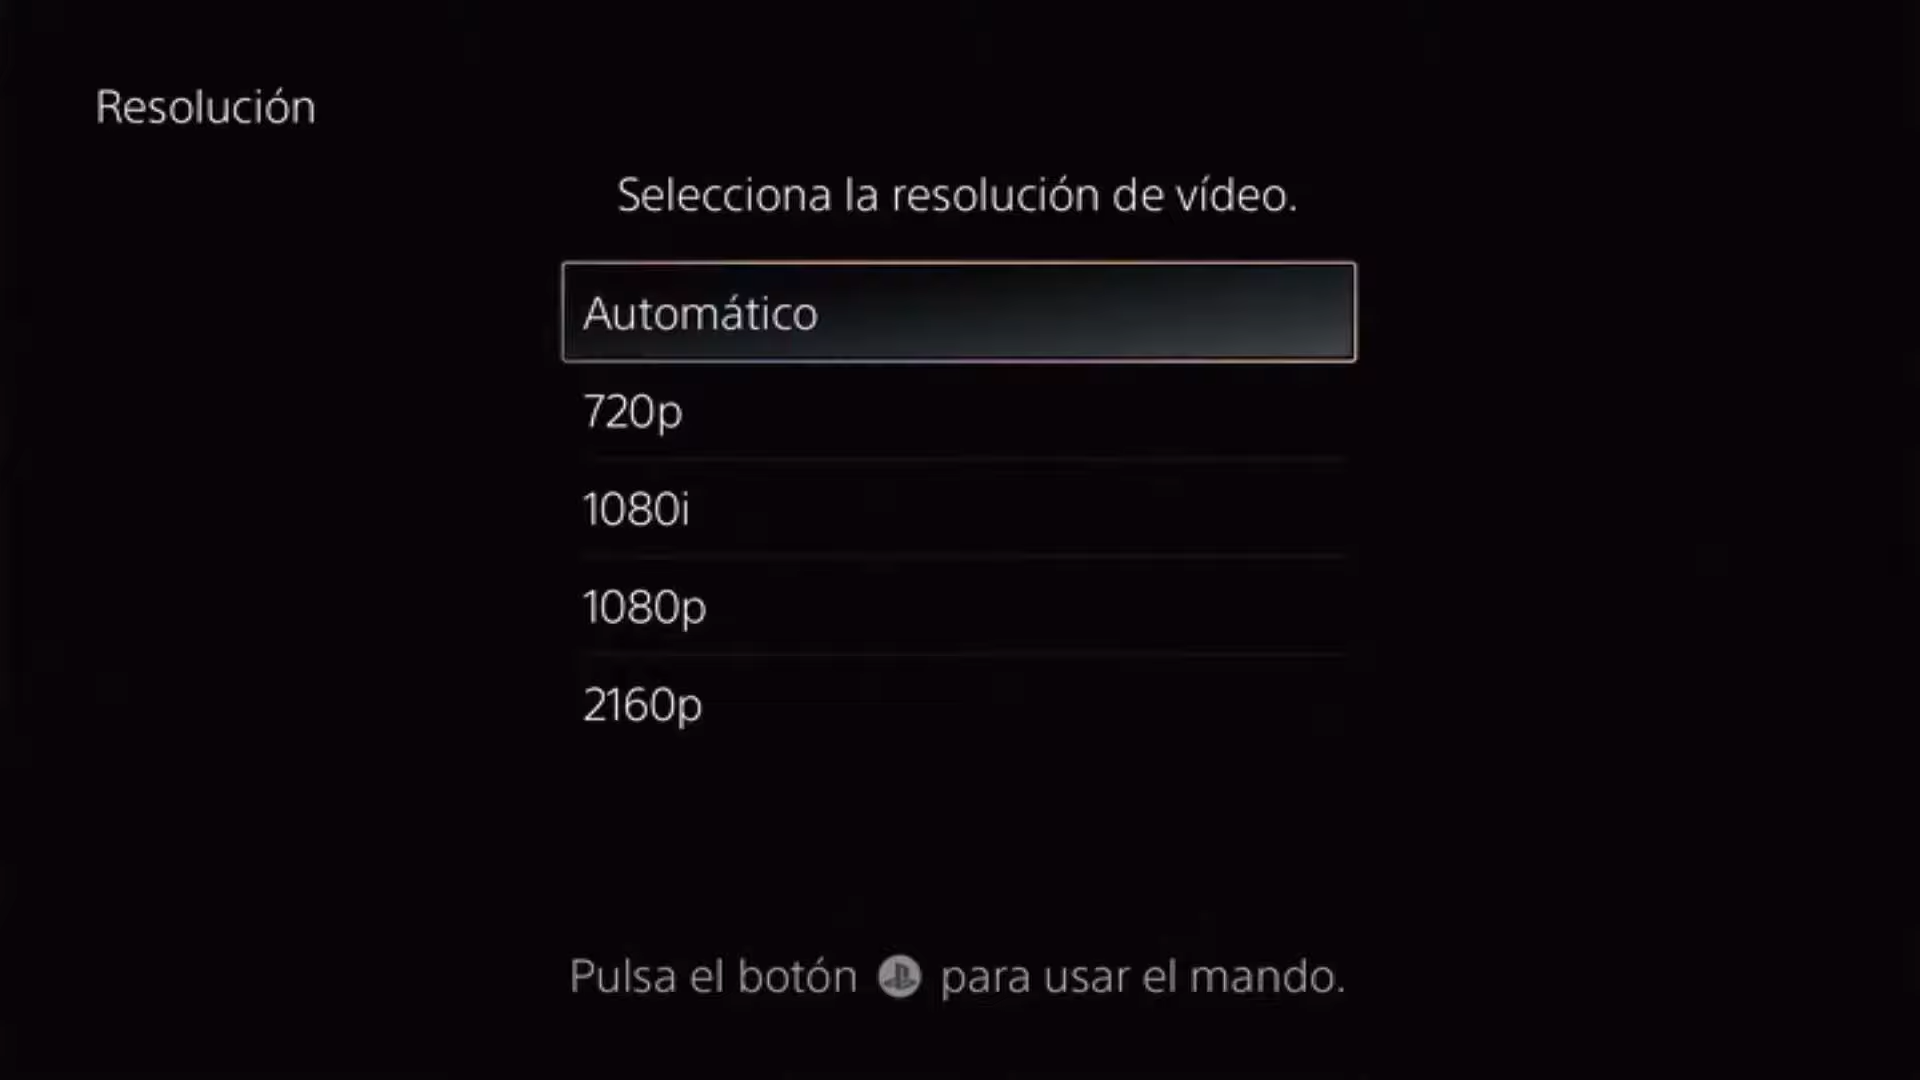 Resolución
Selecciona la resolución de vídeo.
Automático
720p
1080i
1080p
2160p
Pulsa el botón para usar el mando.